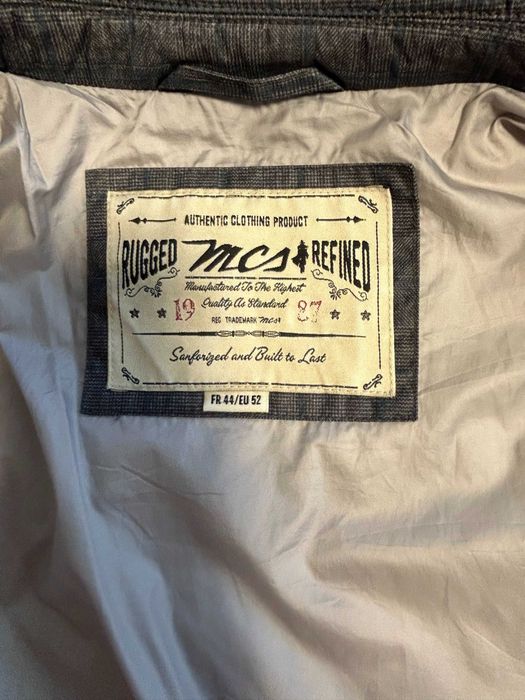 AUTHENTIC CLOTHING PRODUCT
RUGGED mcs REFINED
Manufactured To The Highest
Quality As Standard
19 87
REG TRADEMARK mcs
Sanforized and Built to Last
FR 44/EU 52